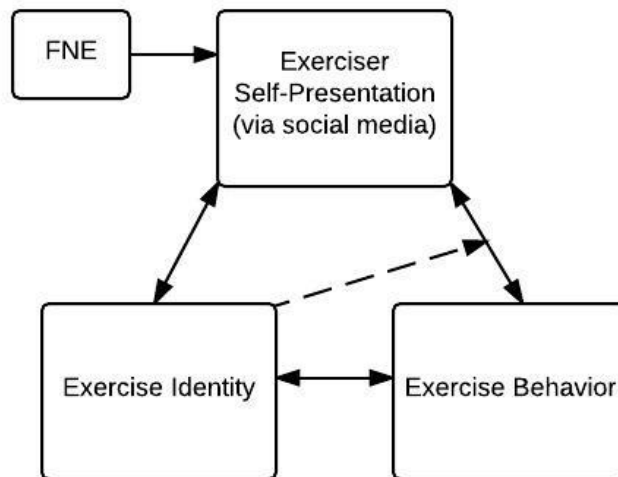 FNE
Exerciser
Self-Presentation
(via social media)
Exercise Identity
Exercise Behavior